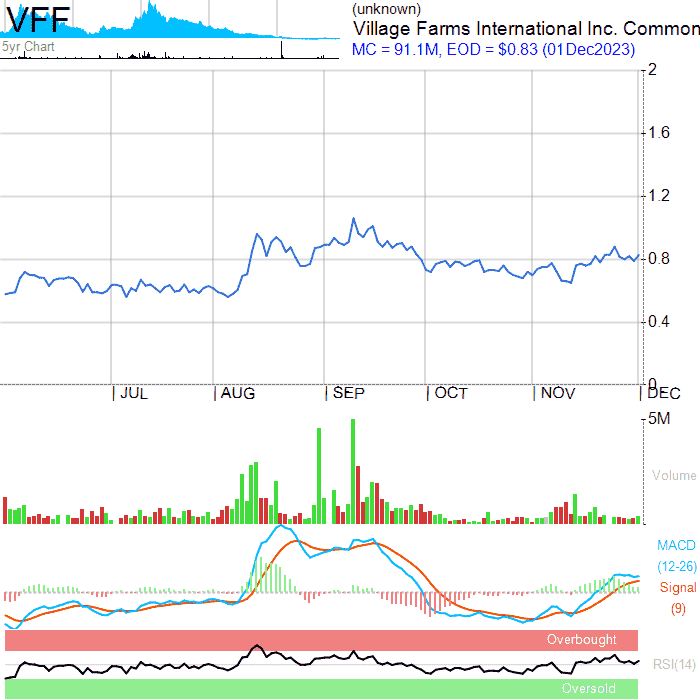 VFF
5yr Chart
(unknown)
Village Farms International Inc. Common
MC = 91.1M, EOD = $0.83 (01Dec2023)
2
1.6
1.2
0.8
0.4
0
JUL AUG SEP OCT NOV DEC
5M
Volume
MACD
(12-26)
Signal
(9)
Overbought
RSI(14)
Oversold